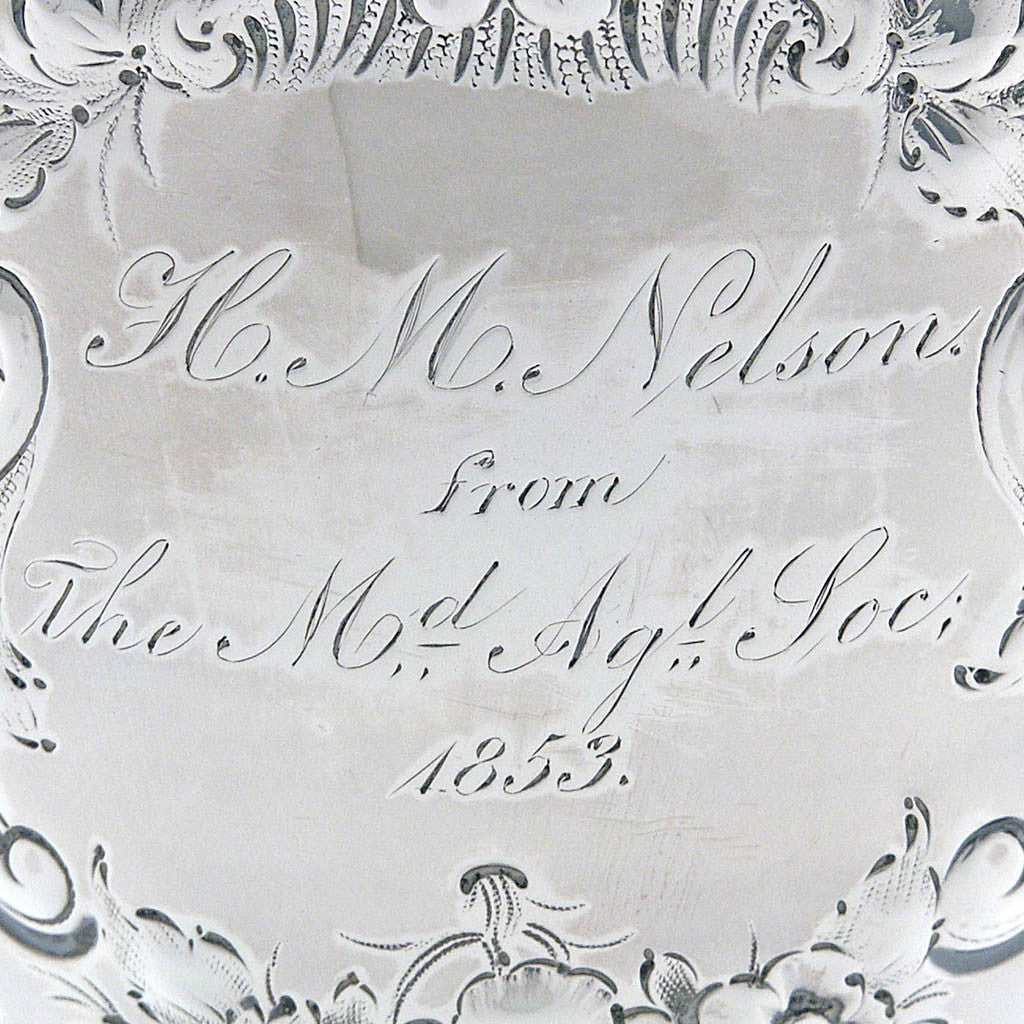 H. M. Nelson.
from
The Md. Agl. Soc;
1853.